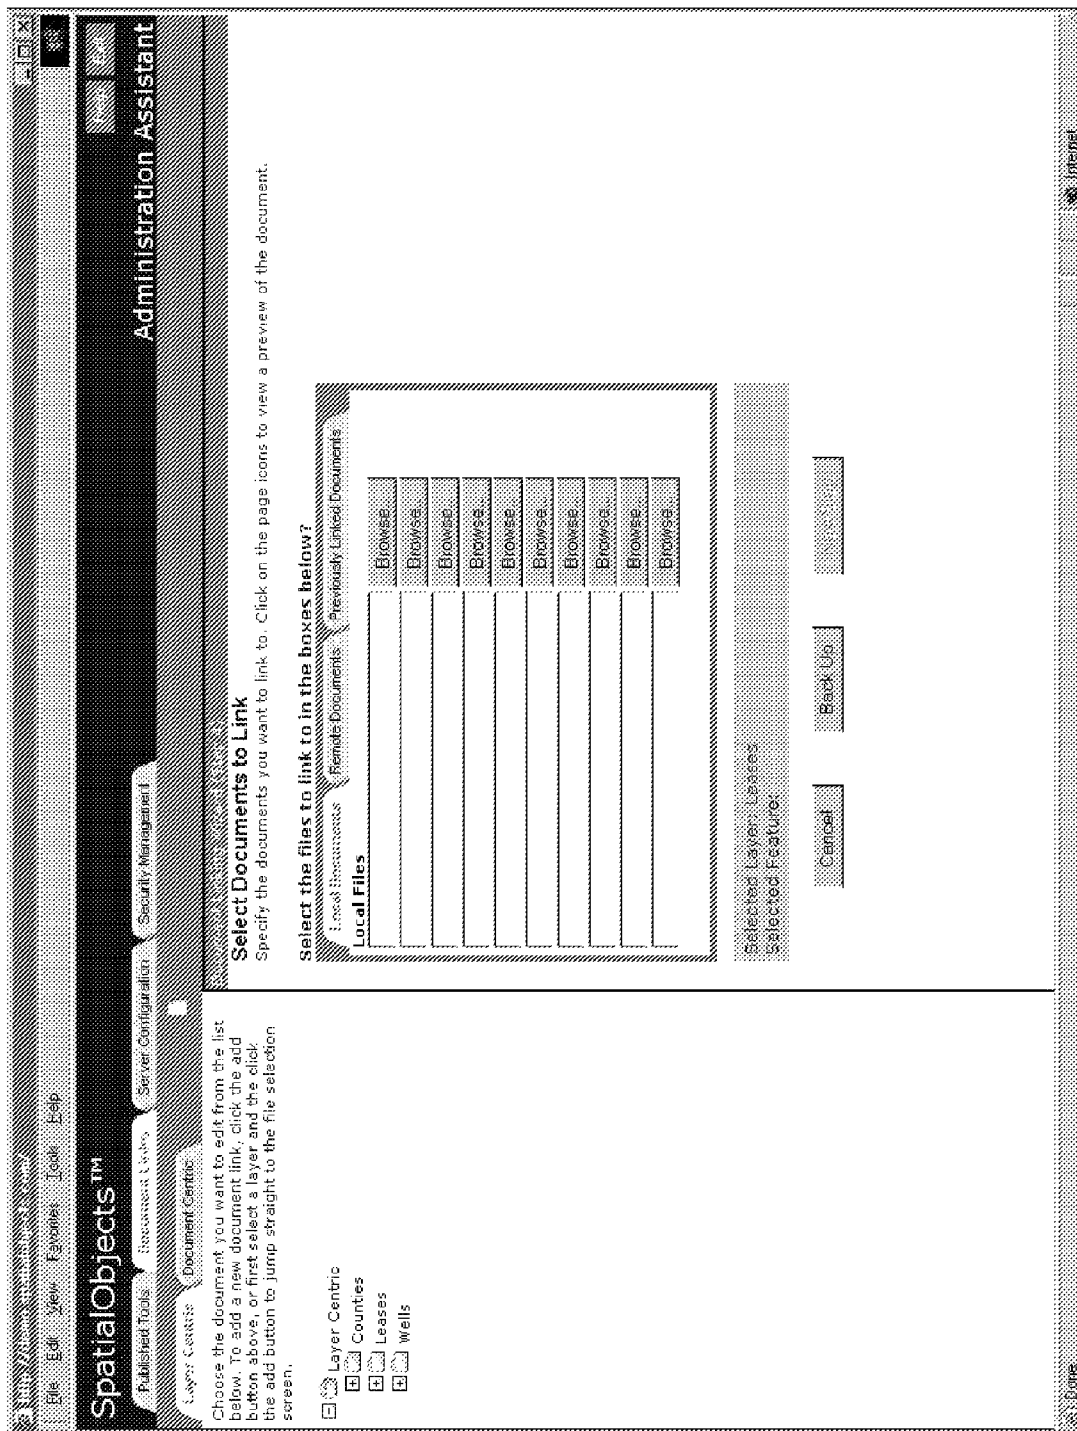 File Edit View Favorites Tools Help
SpatialObjects™
Help Exit
Administration Assistant
Published Tools Document Links Server Configuration Security Management
Layer Centric Document Centric
Choose the document you want to edit from the list
below. To add a new document link, click the add
button above, or first select a layer and the click
the add button to jump straight to the file selection
screen.
Layer Centric
Counties
Leases
Wells
Select Documents to Link
Specify the documents you want to link to. Click on the page icons to view a preview of the document.
Select the files to link to in the boxes below?
Local Documents Remote Documents Previously Linked Documents
Local Files
Browse...
Browse...
Browse...
Browse...
Browse...
Browse...
Browse...
Browse...
Browse...
Browse...
Selected Layer: Leases
Selected Feature:
Cancel Back Up
Done Internet